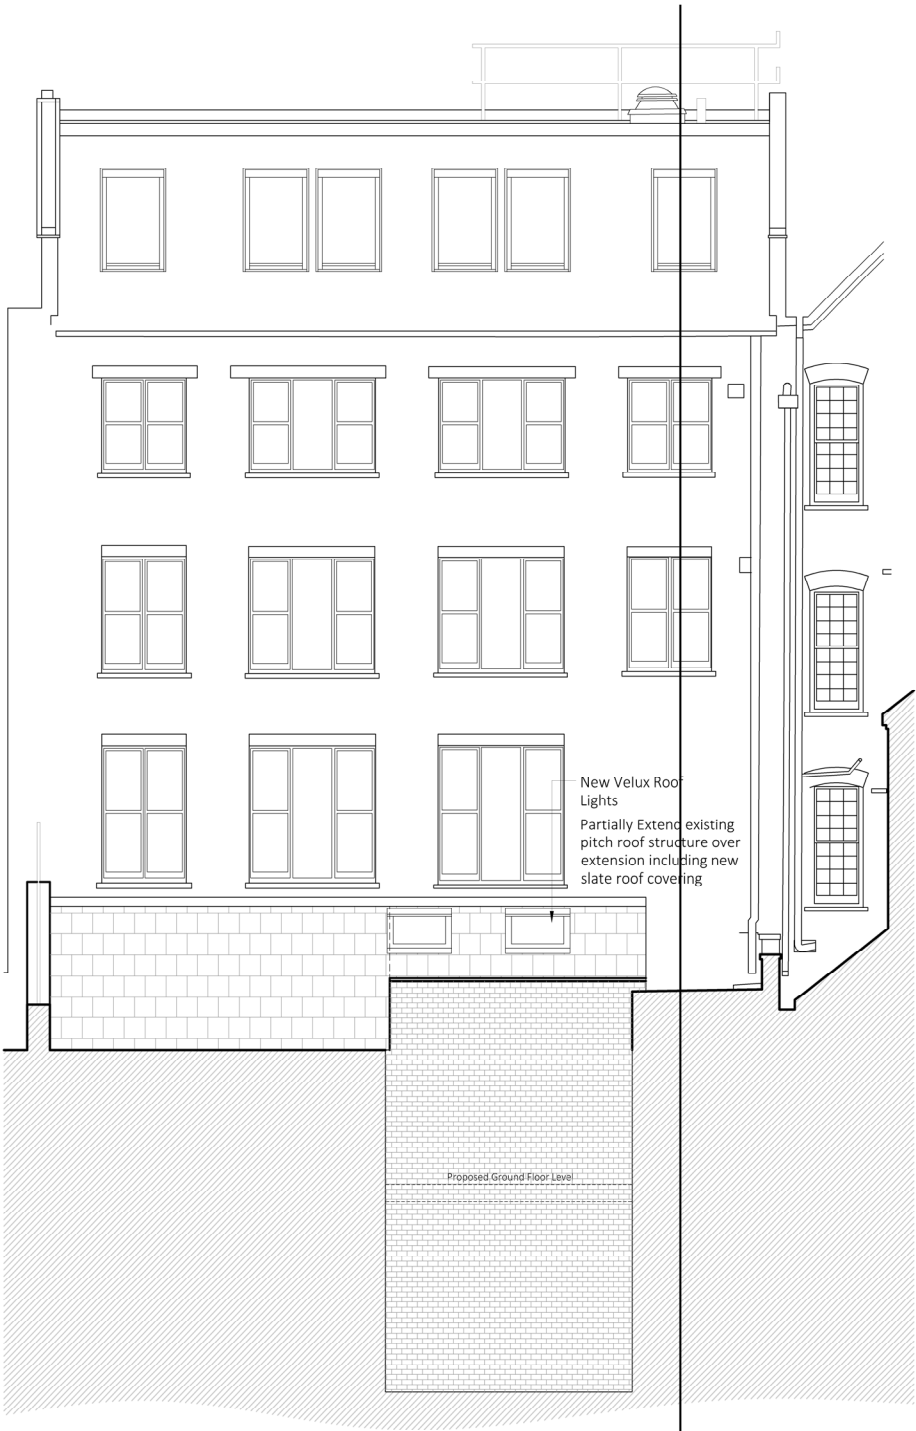 New Velux Roof
Lights
Partially Extend existing
pitch roof structure over
extension including new
slate roof covering
Proposed Ground Floor Level